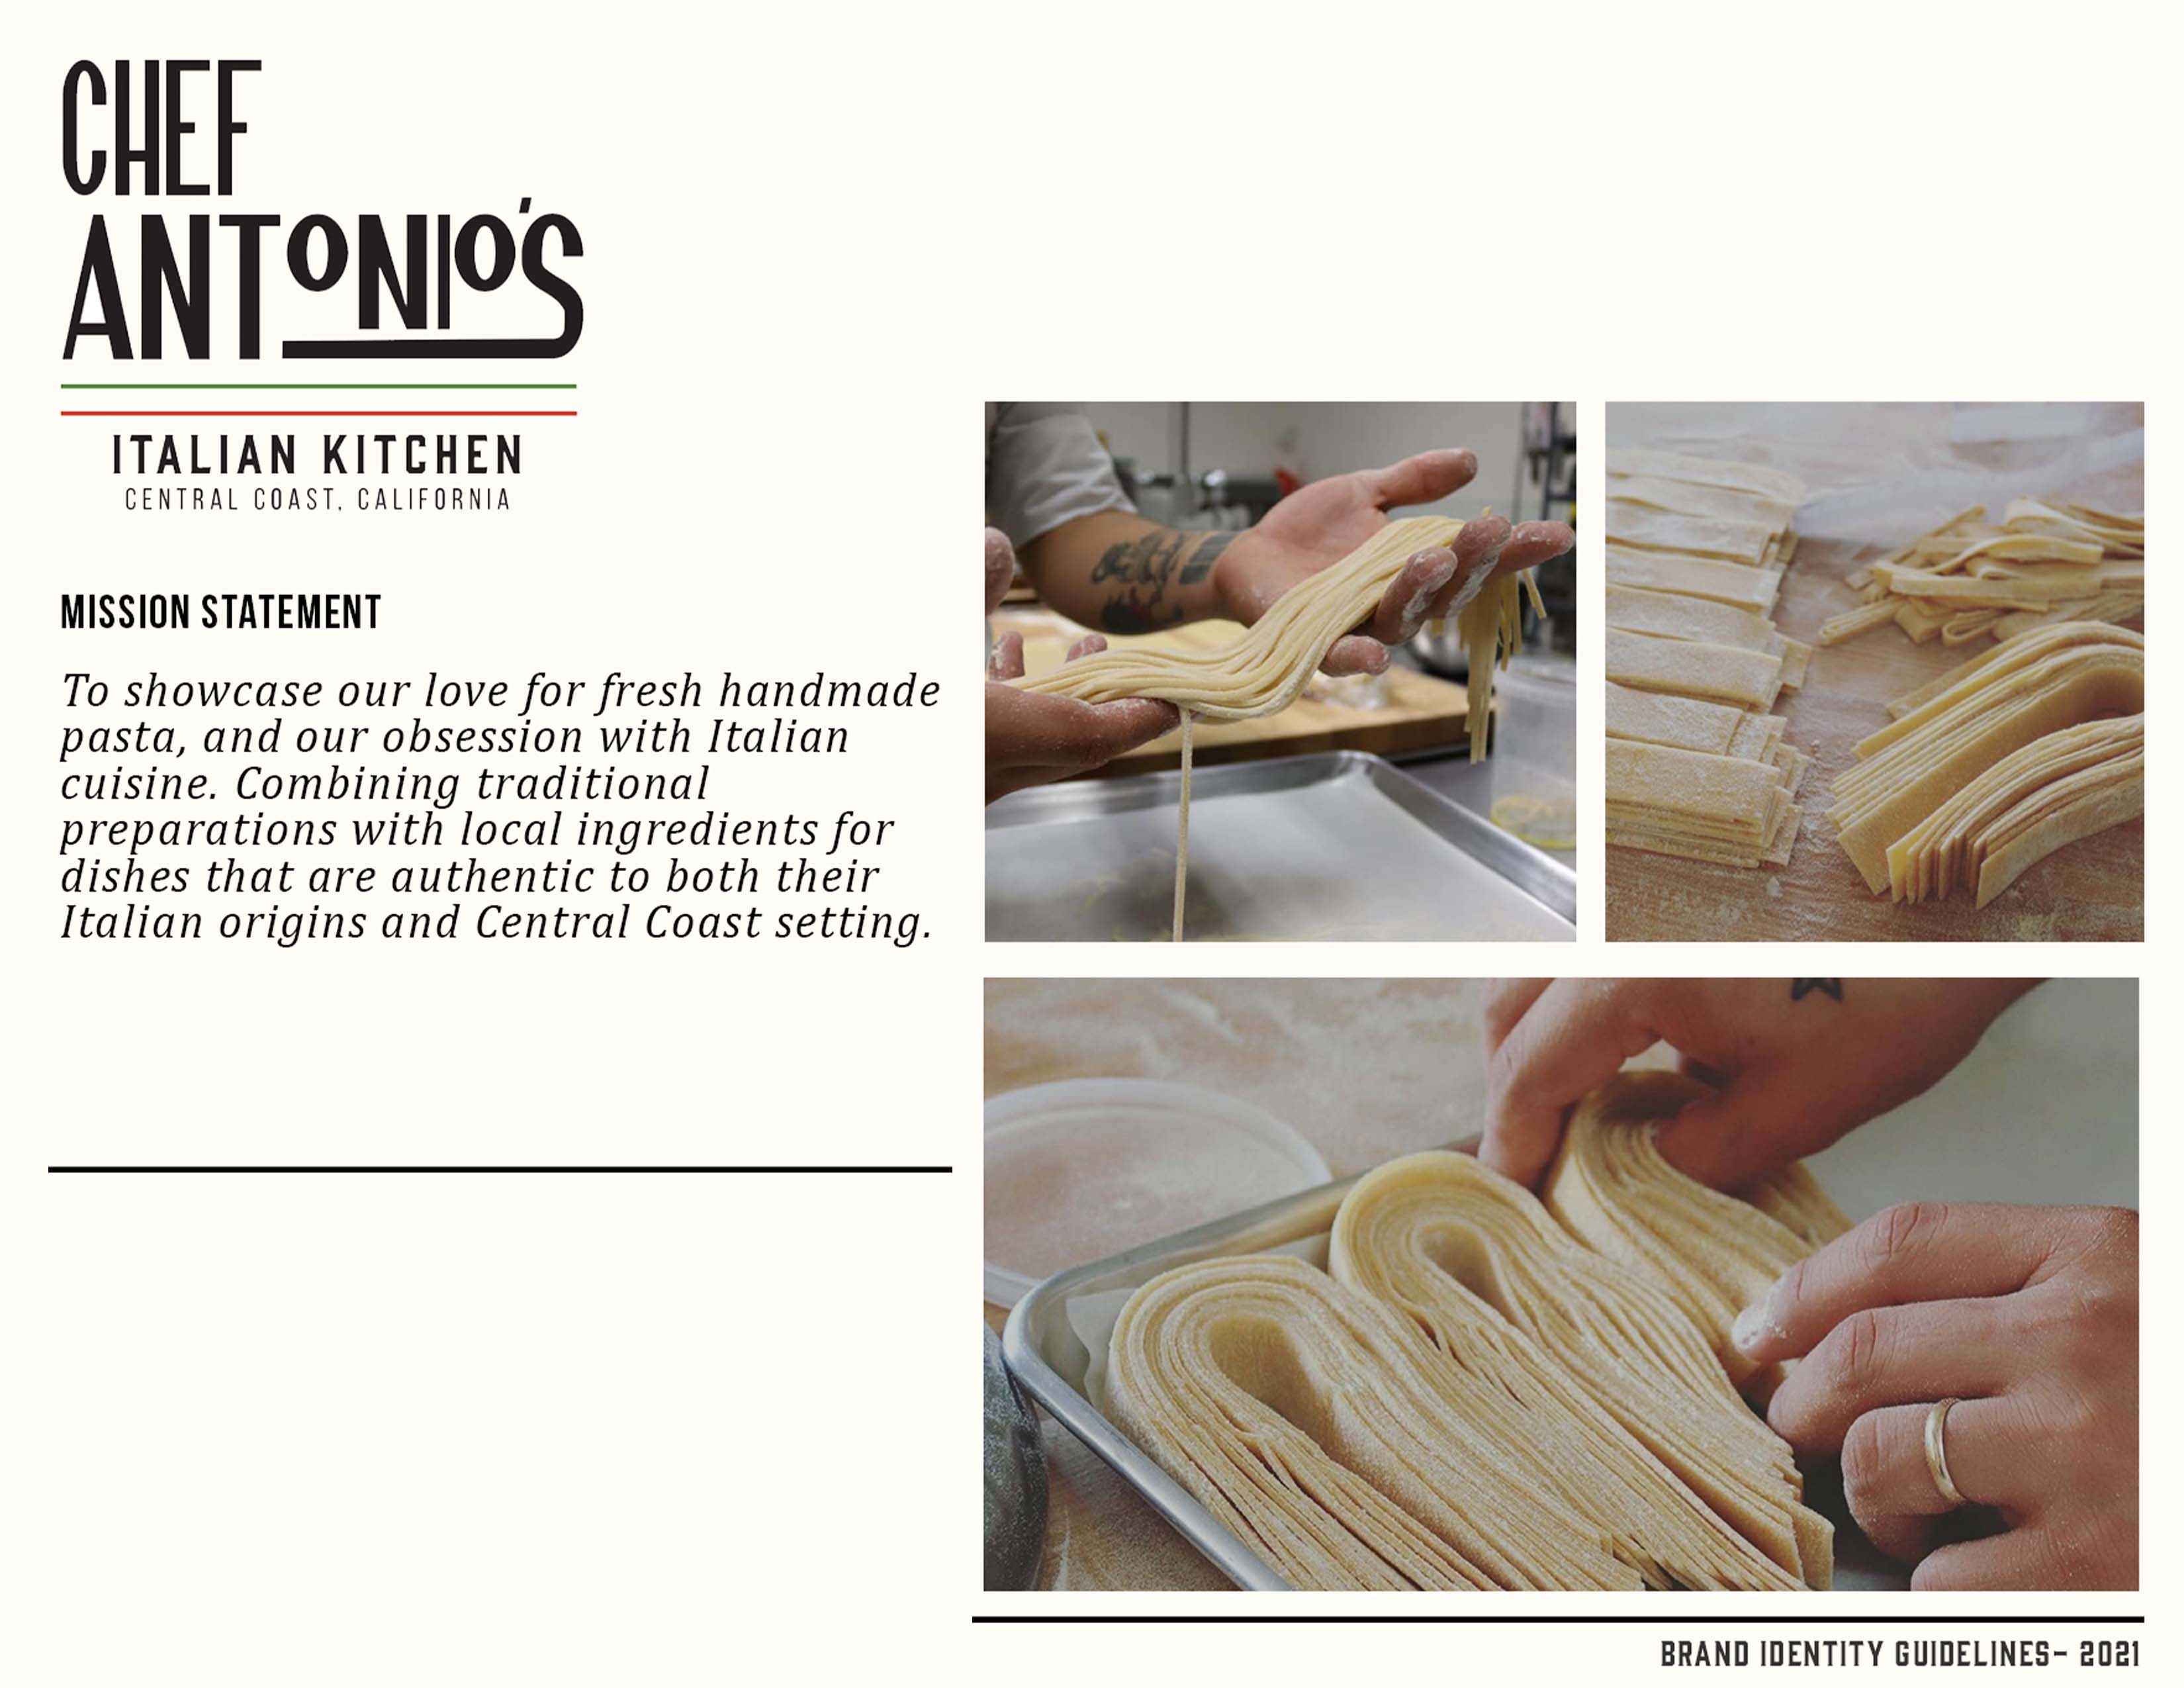 CHEF
ANTONIO'S
ITALIAN KITCHEN
CENTRAL COAST, CALIFORNIA
MISSION STATEMENT
To showcase our love for fresh handmade
pasta, and our obsession with Italian
cuisine. Combining traditional
preparations with local ingredients for
dishes that are authentic to both their
Italian origins and Central Coast setting.
BRAND IDENTITY GUIDELINES- 2021